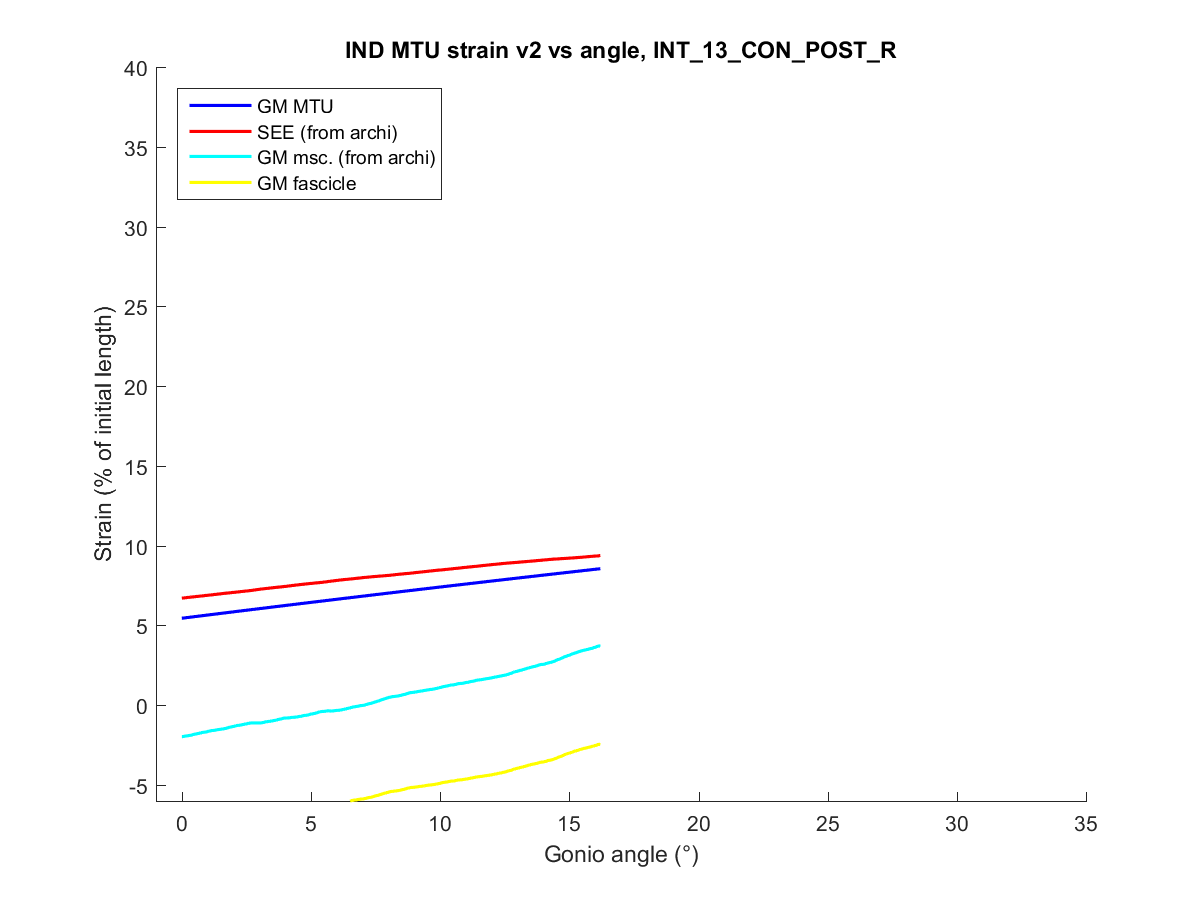 IND MTU strain v2 vs angle, INT_13_CON_POST_R
40
35
30
25
20
15
10
5
0
-5
Strain (% of initial length)
GM MTU
SEE (from archi)
GM msc. (from archi)
GM fascicle
0 5 10 15 20 25 30 35
Gonio angle (°)